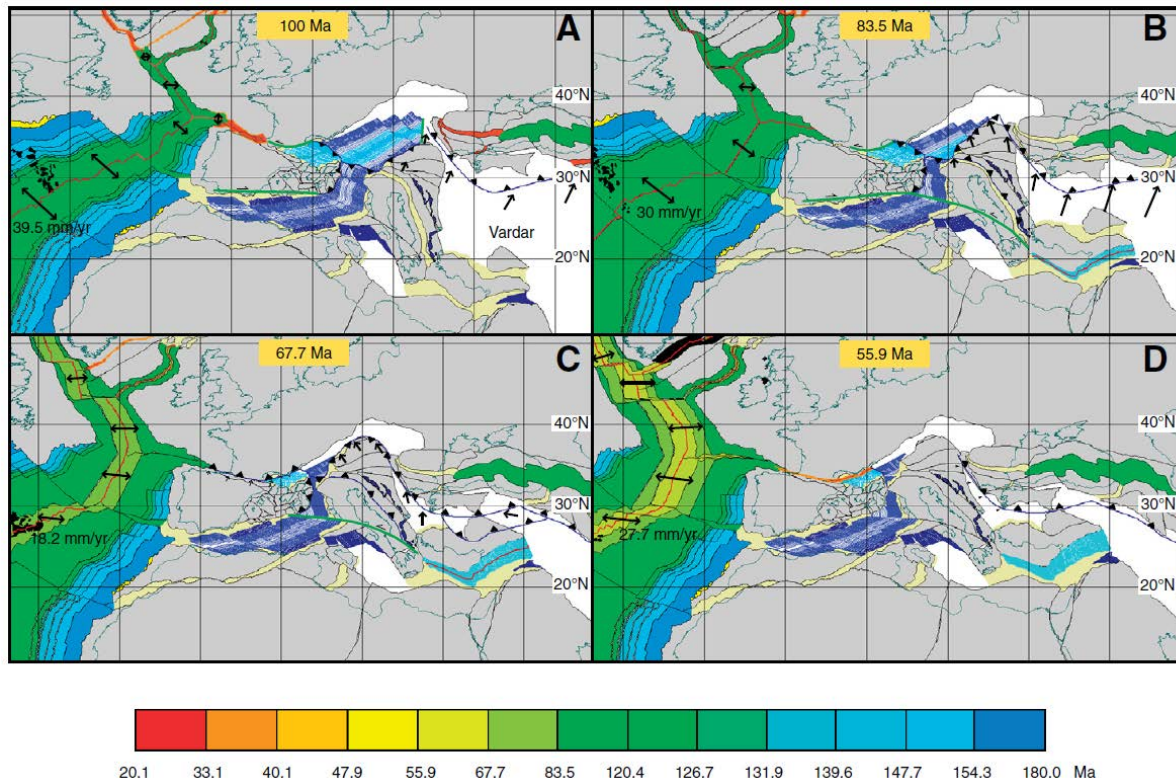 100 Ma
A
40°N
30°N
20°N
39.5 mm/yr
Vardar
83.5 Ma
B
40°N
30°N
20°N
30 mm/yr
67.7 Ma
C
40°N
30°N
20°N
18.2 mm/yr
55.9 Ma
D
40°N
30°N
20°N
27.7 mm/yr
20.1 33.1 40.1 47.9 55.9 67.7 83.5 120.4 126.7 131.9 139.6 147.7 154.3 180.0 Ma